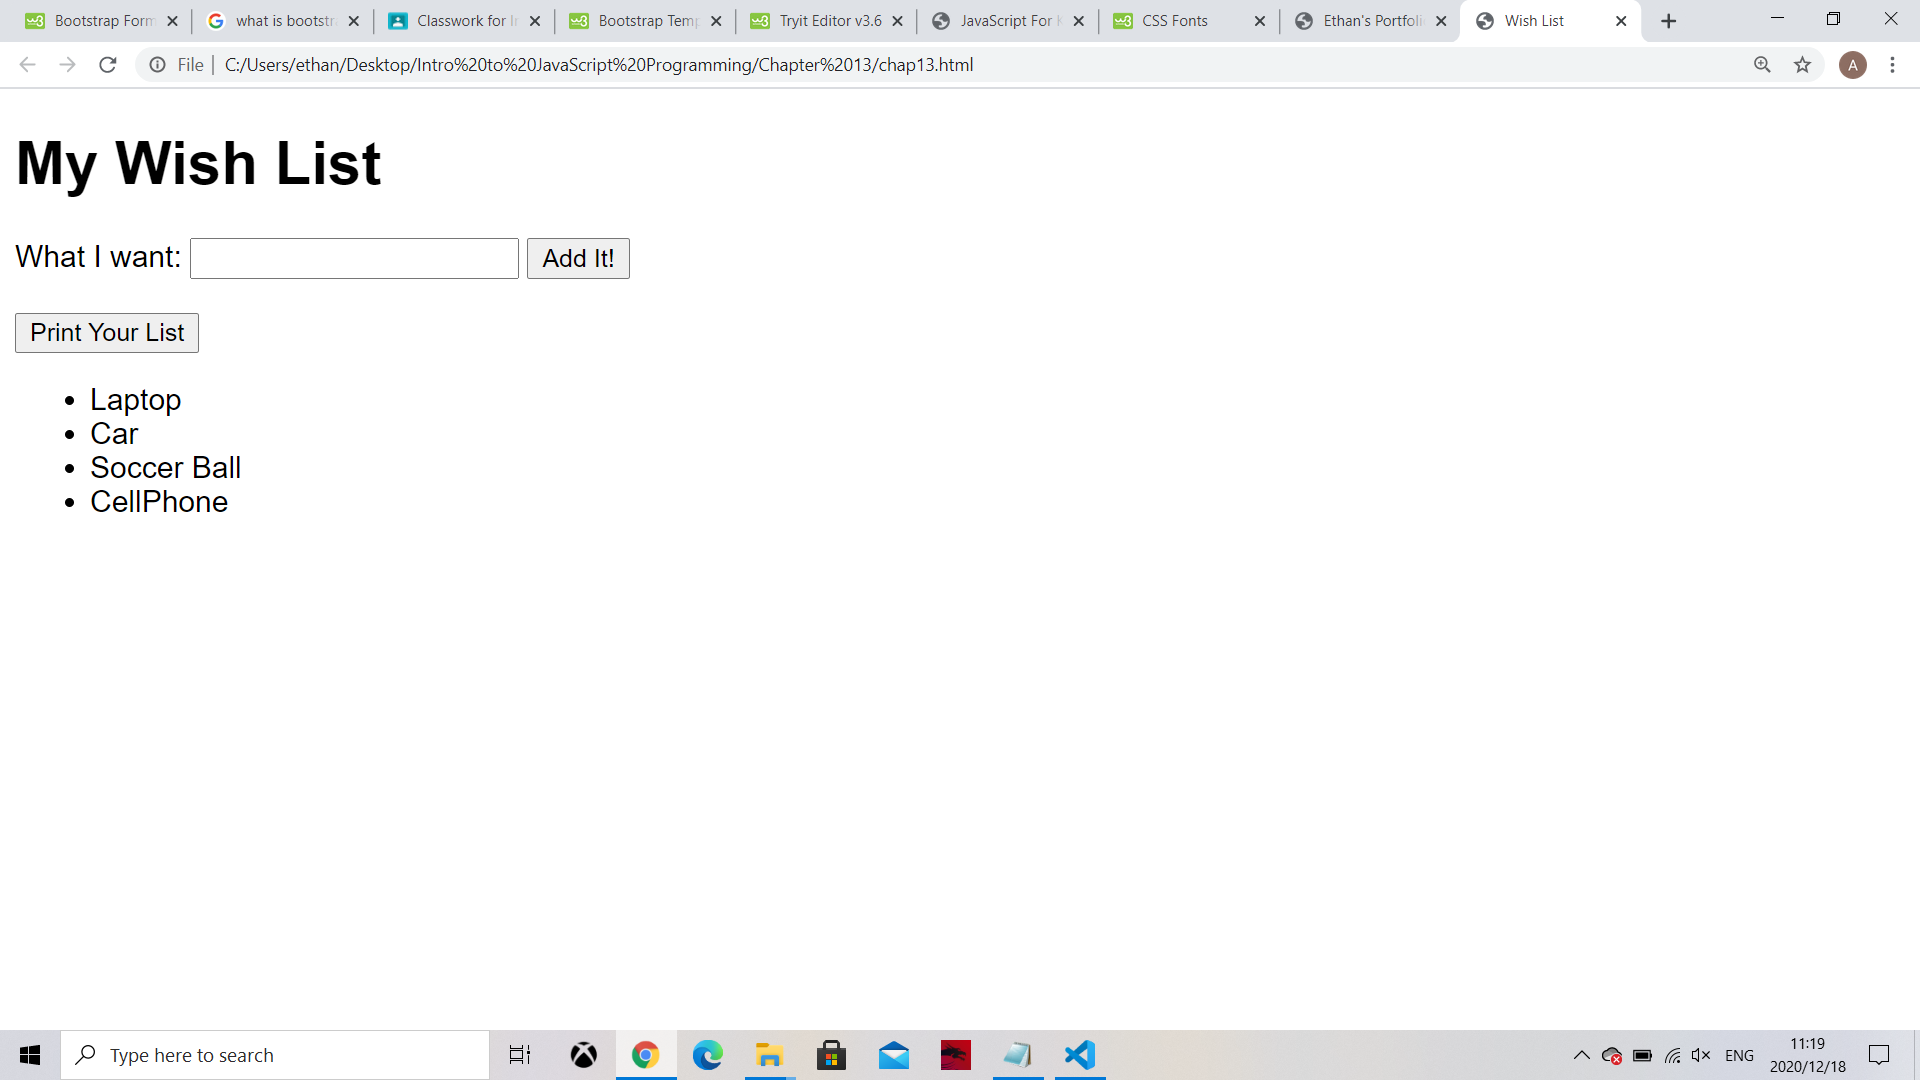 Bootstrap Form
what is bootstr
Classwork for I
Bootstrap Temp
Tryit Editor v3.6
JavaScript For
CSS Fonts
Ethan's Portfoli
Wish List
File
C:/Users/ethan/Desktop/Intro%20to%20JavaScript%20Programming/Chapter%2013/chap13.html
A
My Wish List
What I want:
Add It!
Print Your List
Laptop
Car
Soccer Ball
CellPhone
Type here to search
ENG
11:19
2020/12/18